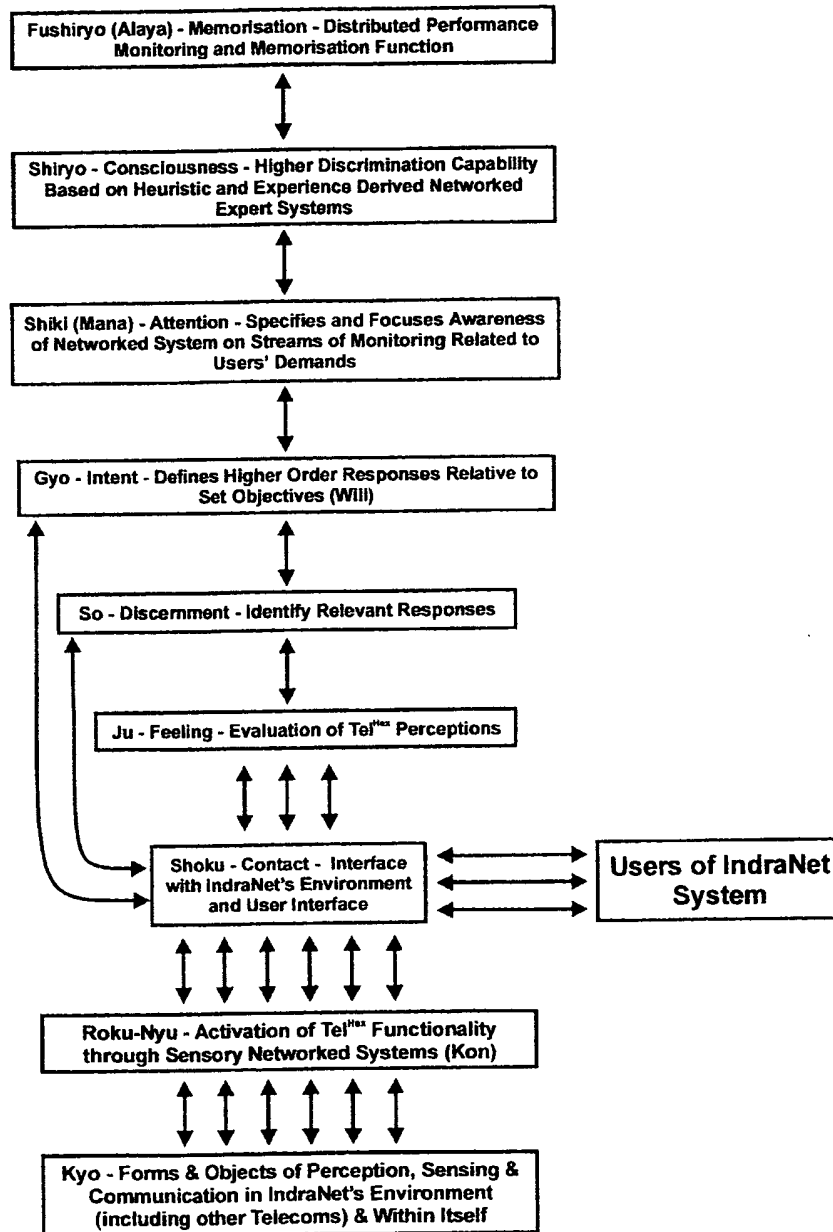 Fushiryo (Alaya) - Memorisation - Distributed Performance
Monitoring and Memorisation Function
Shiryo - Consciousness - Higher Discrimination Capability
Based on Heuristic and Experience Derived Networked
Expert Systems
Shiki (Mana) - Attention - Specifies and Focuses Awareness
of Networked System on Streams of Monitoring Related to
Users' Demands
Gyo - Intent - Defines Higher Order Responses Relative to
Set Objectives (Will)
So - Discernment - Identify Relevant Responses
Ju - Feeling - Evaluation of Tel^Hex Perceptions
Shoku - Contact - Interface
with IndraNet's Environment
and User Interface
Users of IndraNet
System
Roku-Nyu - Activation of Tel^Hex Functionality
through Sensory Networked Systems (Kon)
Kyo - Forms & Objects of Perception, Sensing &
Communication in IndraNet's Environment
(including other Telecoms) & Within Itself